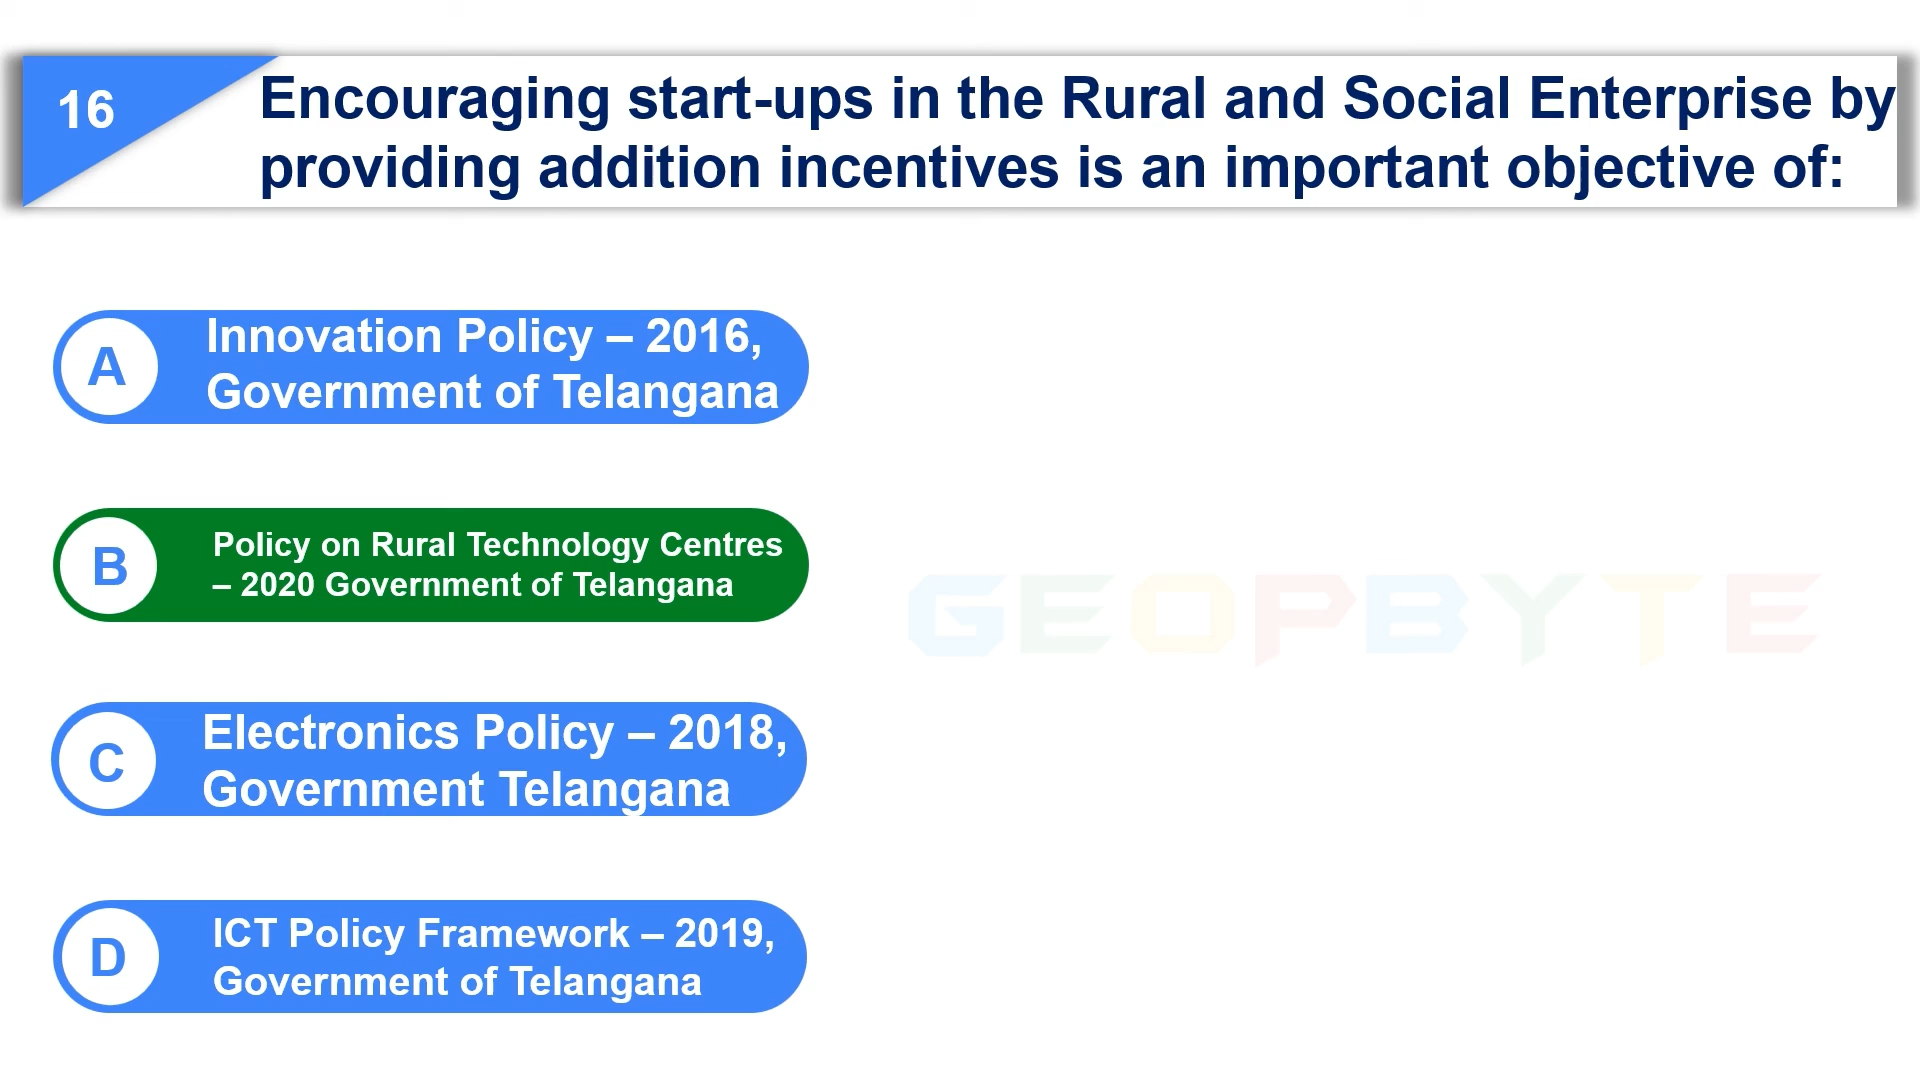 16
Encouraging start-ups in the Rural and Social Enterprise by
providing addition incentives is an important objective of:
A
Innovation Policy – 2016,
Government of Telangana
B
Policy on Rural Technology Centres
– 2020 Government of Telangana
GEOPBYTE
C
Electronics Policy – 2018,
Government Telangana
D
ICT Policy Framework – 2019,
Government of Telangana